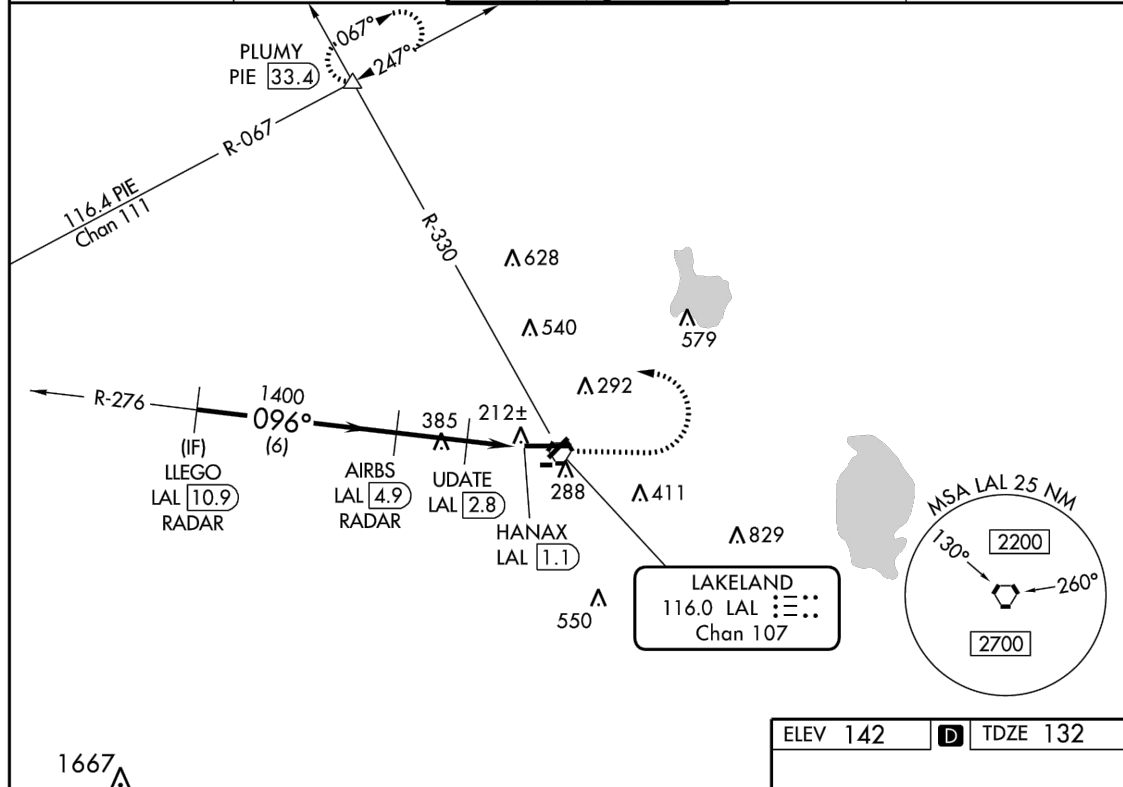 067°
PLUMY
247°
PIE 33.4
R-067
116.4 PIE
Chan 111
R-330
628
540
579
292
1400
R-276
096°
385
212±
(6)
(IF)
LLEGO
LAL 10.9
RADAR
AIRBS
LAL 4.9
RADAR
UDATE
LAL 2.8
288
411
HANAX
LAL 1.1
829
MSA LAL 25 NM
130°
2200
260°
2700
LAKELAND
116.0 LAL
Chan 107
550
ELEV 142 D TDZE 132
1667